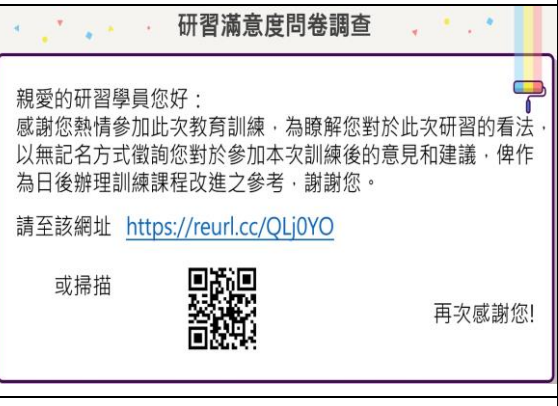 研習滿意度問卷調查
親愛的研習學員您好：
感謝您熱情參加此次教育訓練，為瞭解您對於此次研習的看法，
以無記名方式徵詢您對於參加本次訓練後的意見和建議，俾作
為日後辦理訓練課程改進之參考，謝謝您。
請至該網址 https://reurl.cc/QLj0YO
或掃描
再次感謝您!